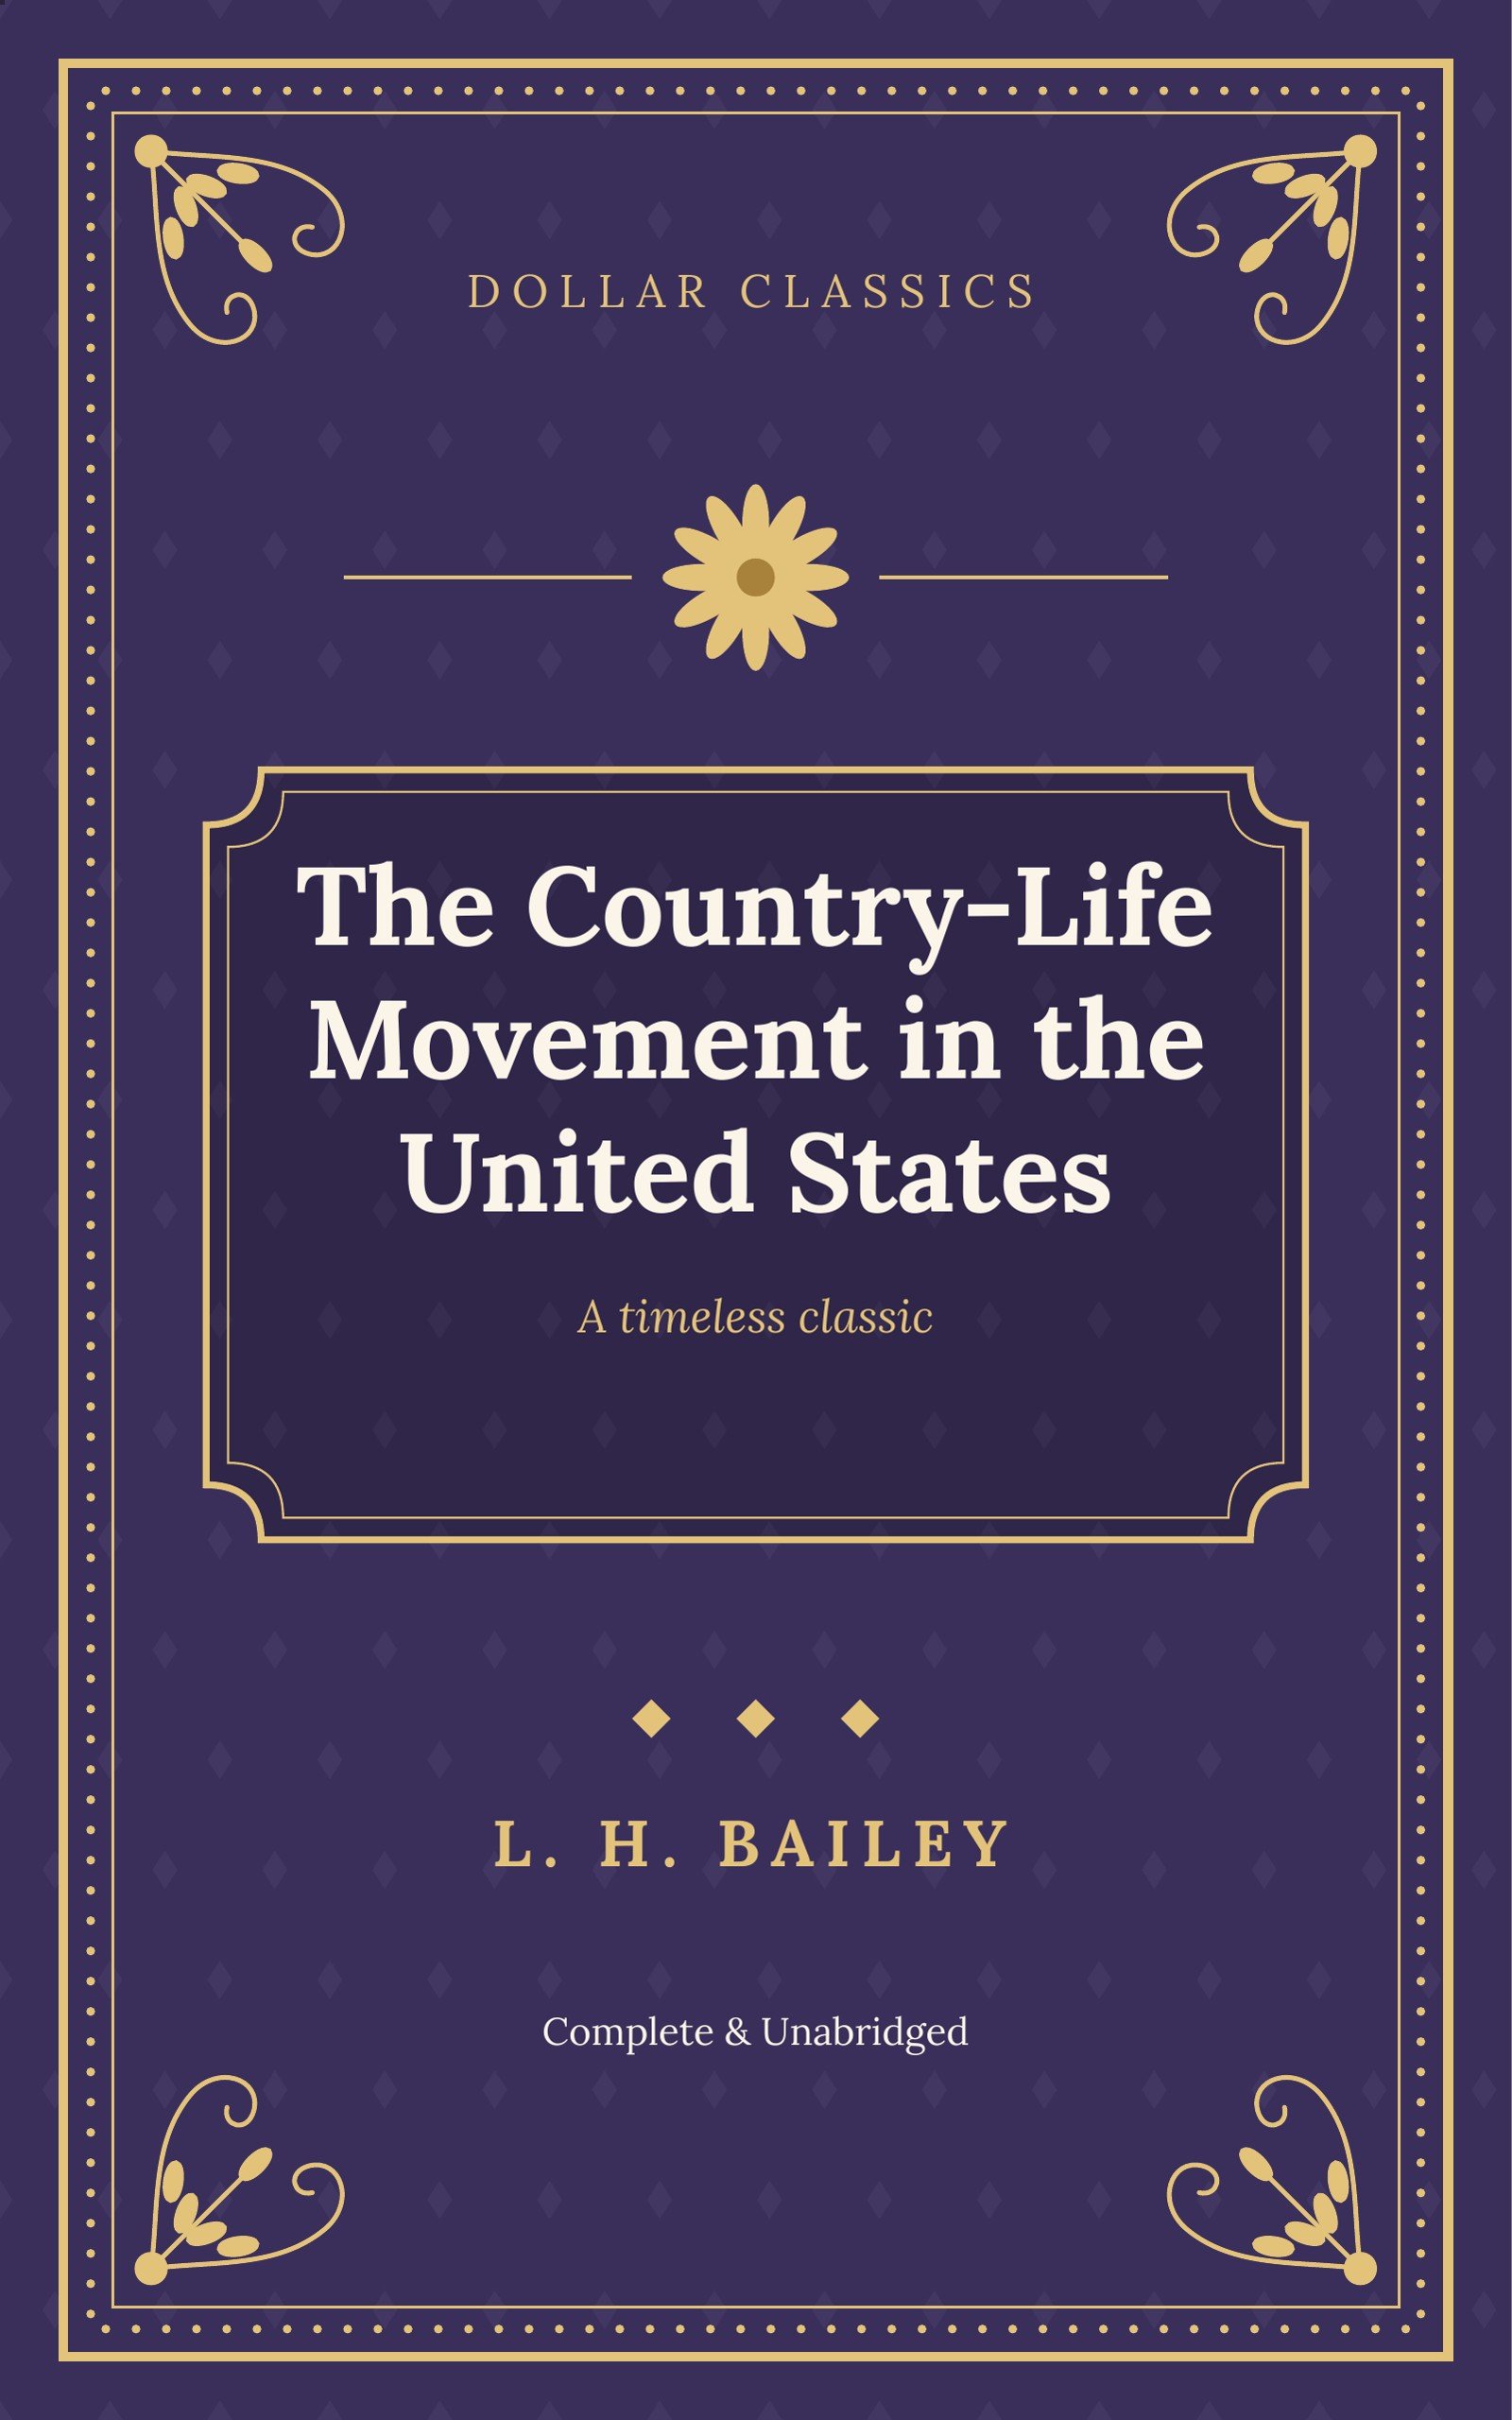 DOLLAR CLASSICS
The Country-Life
Movement in the
United States
A timeless classic
L. H. BAILEY
Complete & Unabridged